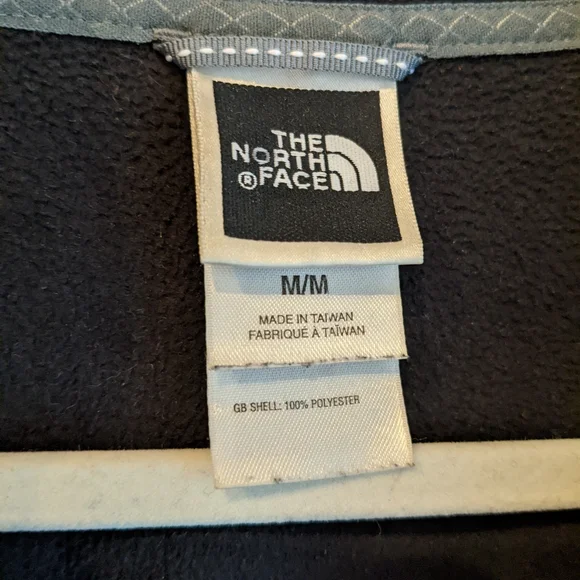 THE
NORTH
® FACE
M/M
MADE IN TAIWAN
FABRIQUÉ À TAÏWAN
GB SHELL: 100% POLYESTER